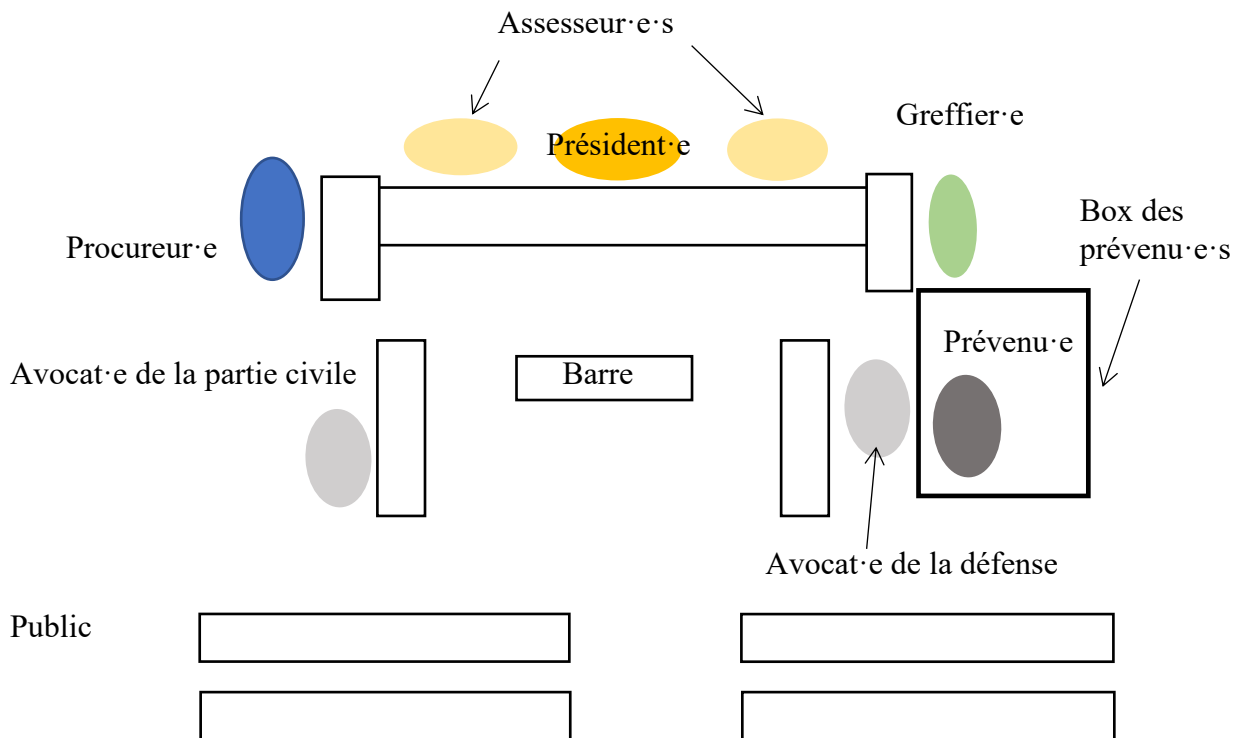 Assesseur·e·s
Greffier·e
Président·e
Box des
prévenu·e·s
Procureur·e
Prévenu·e
Avocat·e de la partie civile
Barre
Avocat·e de la défense
Public